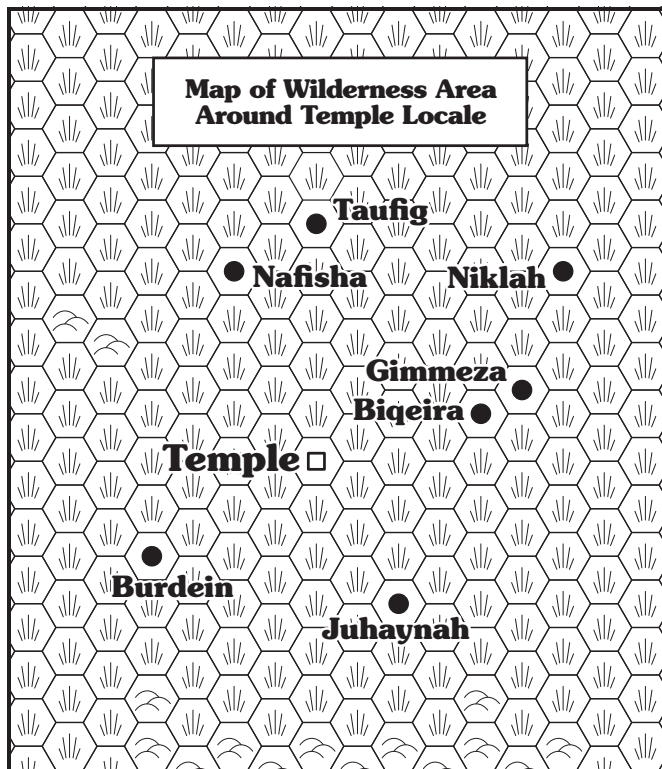 Map of Wilderness Area
Around Temple Locale
Taufig
Nafisha
Niklah
Gimmeza
Biqeira
Temple
Burdein
Juhaynah